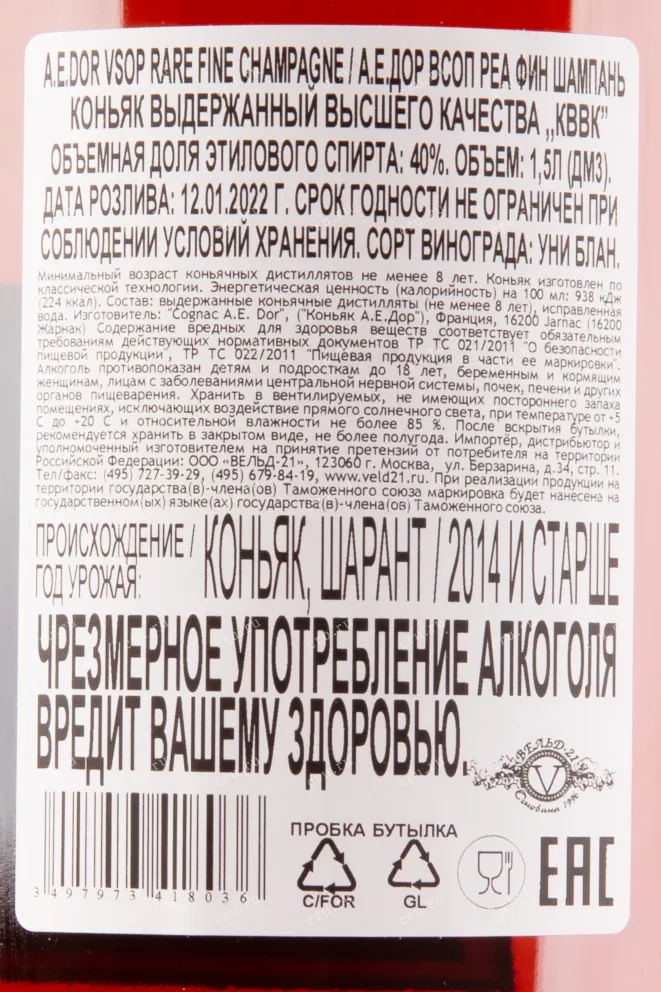 A.E.DOR VSOP RARE FINE CHAMPAGNE / А.Е.ДОР ВСОП РЕА ФИН ШАМПАНЬ
КОНЬЯК ВЫДЕРЖАННЫЙ ВЫСШЕГО КАЧЕСТВА „КВВК”
ОБЪЕМНАЯ ДОЛЯ ЭТИЛОВОГО СПИРТА: 40%. ОБЪЕМ: 1,5Л (ДМ3).
ДАТА РОЗЛИВА: 12.01.2022 Г. СРОК ГОДНОСТИ НЕ ОГРАНИЧЕН ПРИ
СОБЛЮДЕНИИ УСЛОВИЙ ХРАНЕНИЯ. СОРТ ВИНОГРАДА: УНИ БЛАН.
Минимальный возраст коньячных дистиллятов не менее 8 лет. Коньяк изготовлен по
классической технологии. Энергетическая ценность (калорийность) на 100 мл: 938 кДж
(224 ккал). Состав: выдержанные коньячные дистилляты (не менее 8 лет), исправленная
вода. Изготовитель: "Cognac A.E. Dor", ("Коньяк А.Е.Дор"), Франция, 16200 Jarnac (16200
Жарнак) Содержание вредных для здоровья веществ соответствует обязательным
требованиям действующих нормативных документов ТР ТС 021/2011 "О безопасности
пищевой продукции", ТР ТС 022/2011 "Пищевая продукция в части ее маркировки".
Алкоголь противопоказан детям и подросткам до 18 лет, беременным и кормящим
женщинам, лицам с заболеваниями центральной нервной системы, почек, печени и других
органов пищеварения. Хранить в вентилируемых, не имеющих постороннего запаха
помещениях, исключающих воздействие прямого солнечного света, при температуре от +5
С до +20 С и относительной влажности не более 85 %. После вскрытия бутылки,
рекомендуется хранить в закрытом виде, не более полугода. Импортёр, дистрибьютор и
уполномоченный изготовителем на принятие претензий от потребителя на территории
Российской Федерации: ООО «ВЕЛЬД-21», 123060 г. Москва, ул. Берзарина, д.34, стр. 11.
Тел/факс: (495) 727-39-29, (495) 679-84-19, www.veld21.ru. При реализации продукции на
территории государства(в)-члена(ов) Таможенного союза маркировка будет нанесена на
государственном(ых) языке(ах) государства(в)-члена(ов) Таможенного союза.
ПРОИСХОЖДЕНИЕ / КОНЬЯК, ШАРАНТ / 2014 И СТАРШЕ
ГОД УРОЖАЯ:
ЧРЕЗМЕРНОЕ УПОТРЕБЛЕНИЕ АЛКОГОЛЯ
ВРЕДИТ ВАШЕМУ ЗДОРОВЬЮ.
ВЕЛЬД-21
V
Основана 1996
ПРОБКА БУТЫЛКА
C/FOR GL
EAC
3 497973 418036